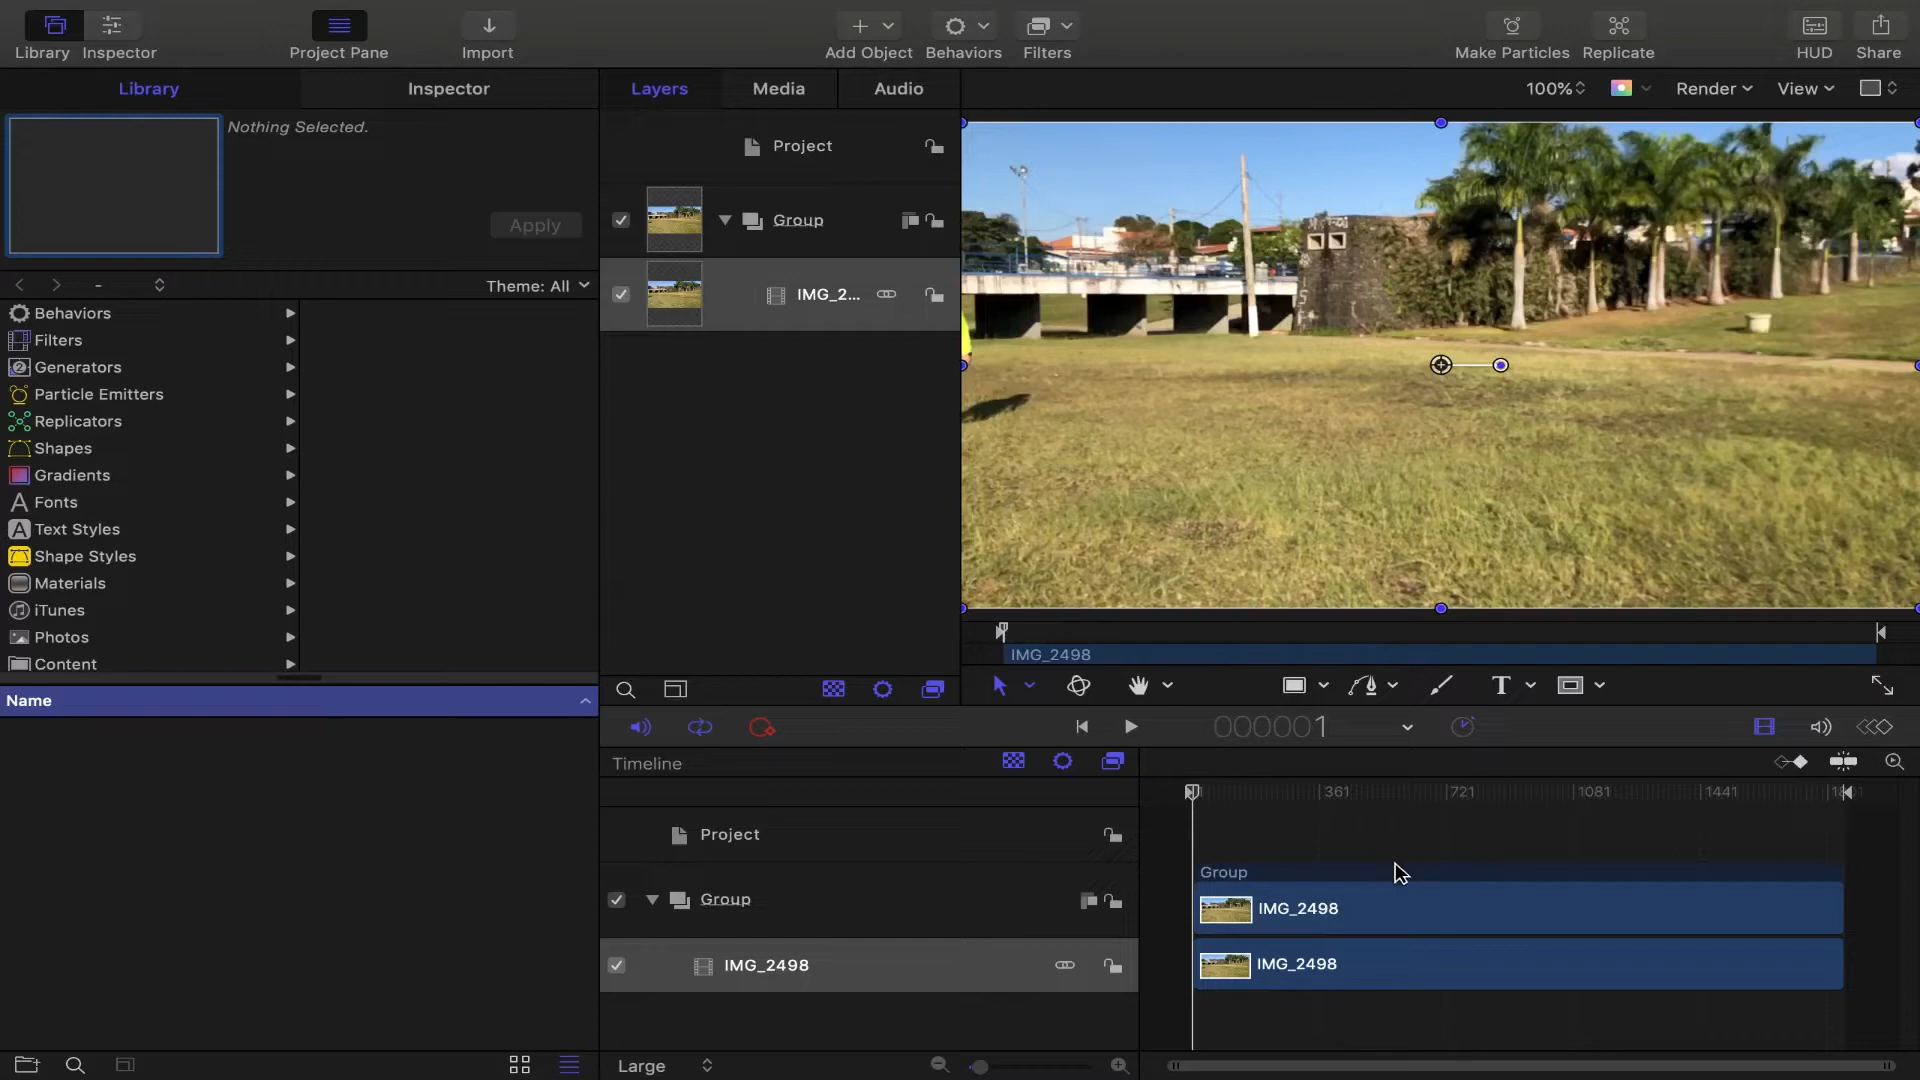 Library Inspector Project Pane Import Add Object Behaviors Filters Make Particles Replicate HUD Share
Library Inspector
Nothing Selected.
Apply
- Theme: All
Behaviors
Filters
Generators
Particle Emitters
Replicators
Shapes
Gradients
Fonts
Text Styles
Shape Styles
Materials
iTunes
Photos
Content
Name
Layers Media Audio
Project
Group
IMG_2...
100% Render View
IMG_2498
T
000001
Timeline
361 721 1081 1441
Project
Group
IMG_2498
Group
IMG_2498
IMG_2498
Large